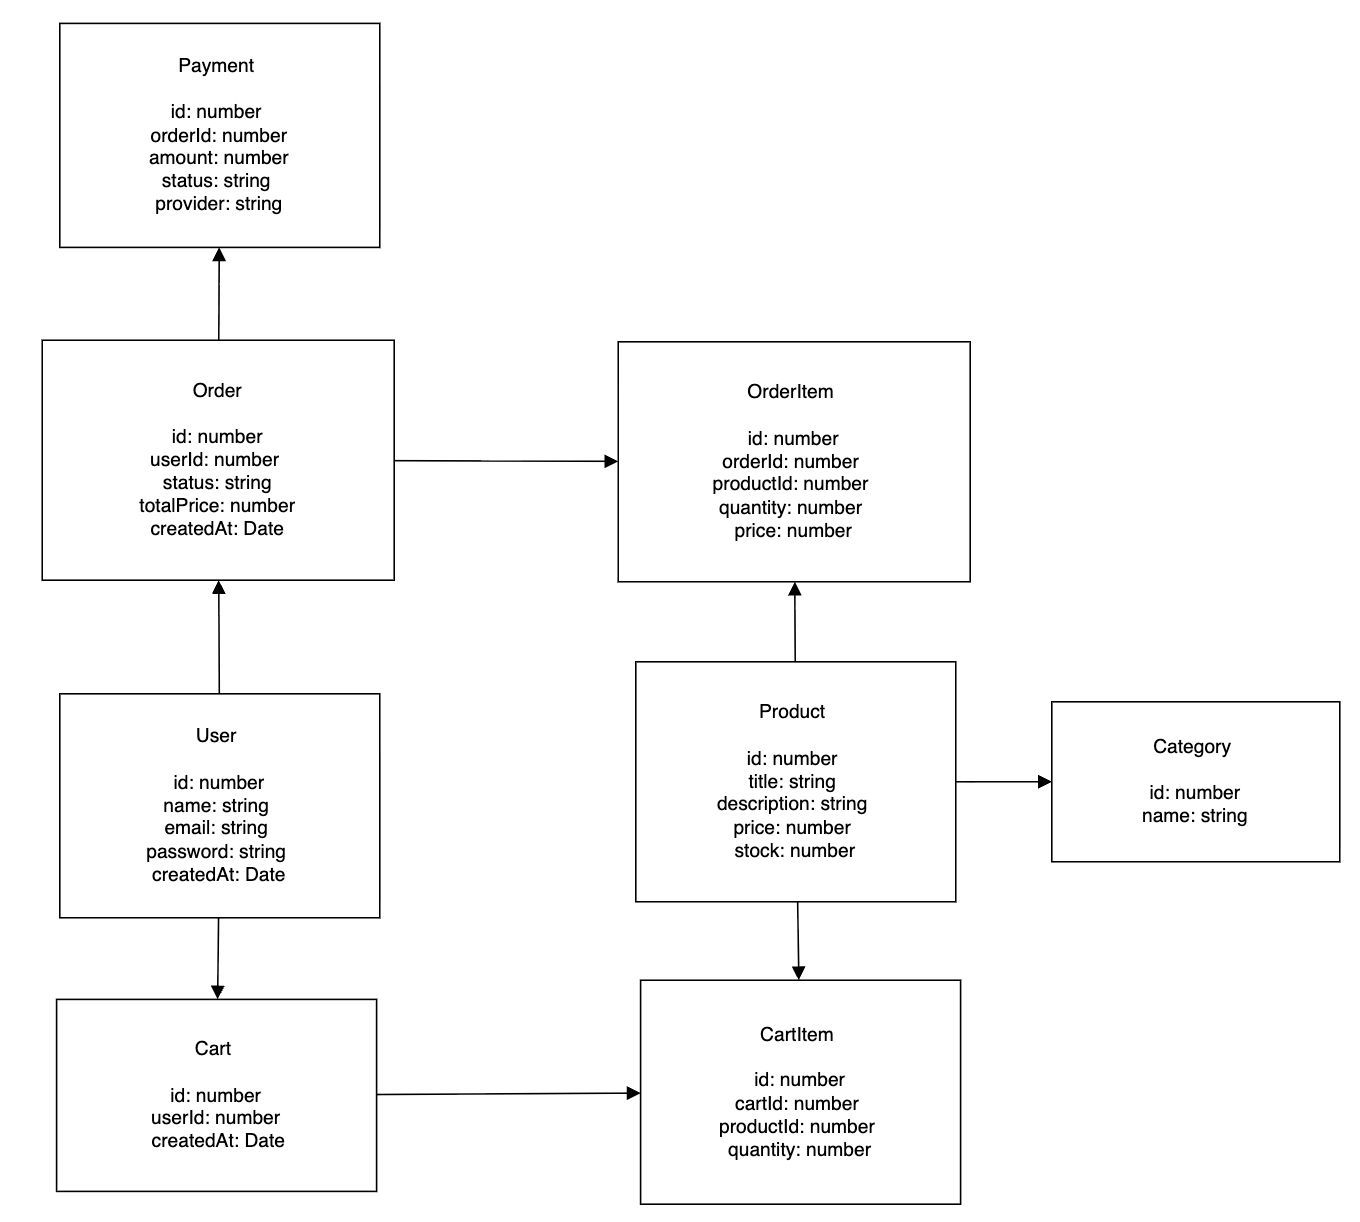 Payment
id: number
orderId: number
amount: number
status: string
provider: string
Order
id: number
userId: number
status: string
totalPrice: number
createdAt: Date
OrderItem
id: number
orderId: number
productId: number
quantity: number
price: number
User
id: number
name: string
email: string
password: string
createdAt: Date
Product
id: number
title: string
description: string
price: number
stock: number
Category
id: number
name: string
Cart
id: number
userId: number
createdAt: Date
CartItem
id: number
cartId: number
productId: number
quantity: number